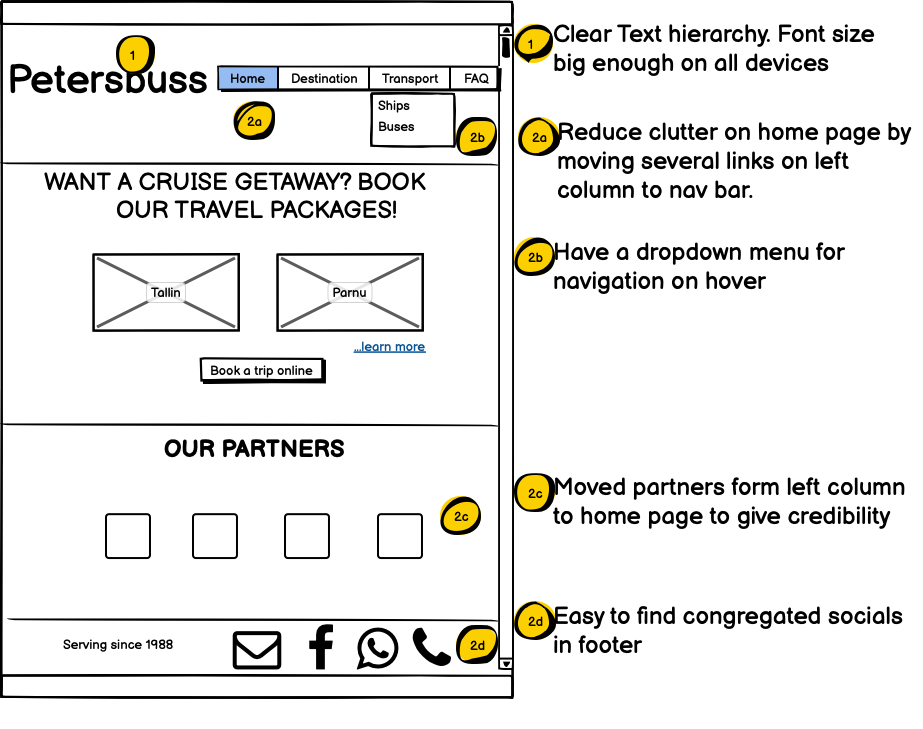 1
Petersbuss
Home Destination Transport FAQ
Ships
Buses
2a
2b
WANT A CRUISE GETAWAY? BOOK
OUR TRAVEL PACKAGES!
Tallin Parnu
...learn more
Book a trip online
OUR PARTNERS
2c
Serving since 1988
2d
1 Clear Text hierarchy. Font size
big enough on all devices
2a Reduce clutter on home page by
moving several links on left
column to nav bar.
2b Have a dropdown menu for
navigation on hover
2c Moved partners form left column
to home page to give credibility
2d Easy to find congregated socials
in footer